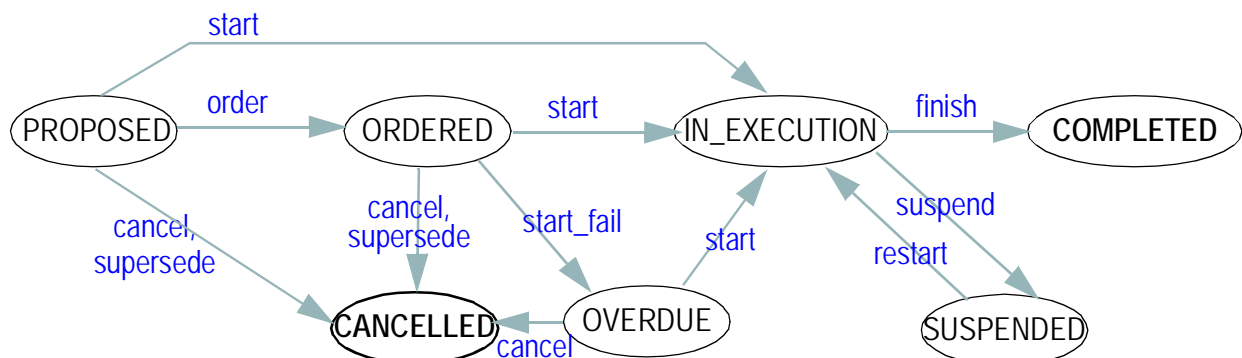 start
order
start
finish
PROPOSED
ORDERED
IN_EXECUTION
COMPLETED
cancel,
supersede
cancel,
supersede
start_fail
start
suspend
restart
CANCELLED
OVERDUE
SUSPENDED
cancel